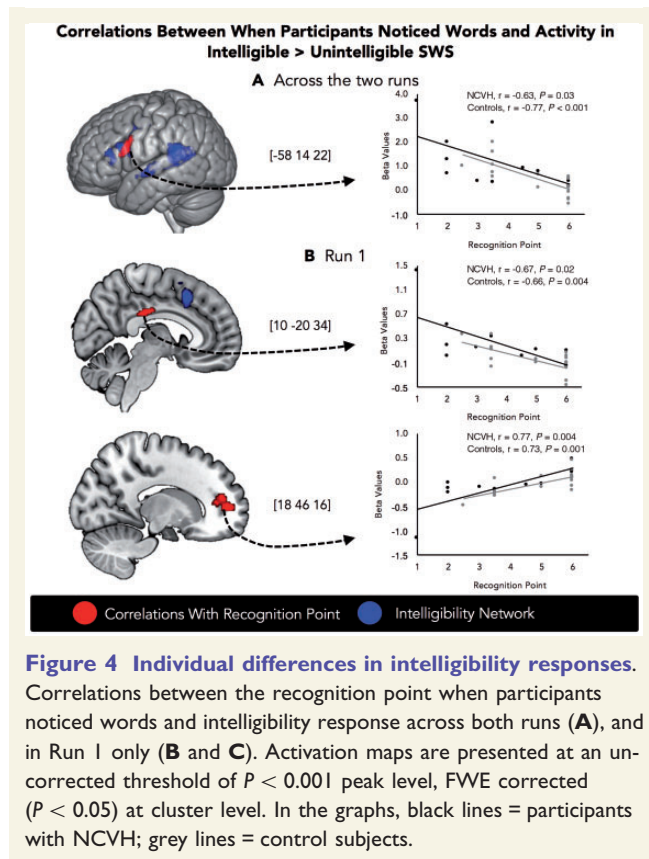 Correlations Between When Participants Noticed Words and Activity in
Intelligible > Unintelligible SWS
A Across the two runs
[-58 14 22]
NCVH, r = -0.63, P = 0.03
Controls, r = -0.77, P < 0.001
Beta Values
4.0
3.0
2.0
1.0
0.0
-1.0
1 2 3 4 5 6
Recognition Point
B Run 1
[10 -20 34]
NCVH, r = -0.67, P = 0.02
Controls, r = -0.66, P = 0.004
Beta Values
1.5
1.1
0.7
0.3
-0.1
-0.5
1 2 3 4 5 6
Recognition Point
[18 46 16]
NCVH, r = 0.77, P = 0.004
Controls, r = 0.73, P = 0.001
Beta Values
1.0
0.5
0.0
-0.5
-1.0
-1.5
1 2 3 4 5 6
Recognition Point
Correlations With Recognition Point Intelligibility Network
Figure 4 Individual differences in intelligibility responses.
Correlations between the recognition point when participants
noticed words and intelligibility response across both runs (A), and
in Run 1 only (B and C). Activation maps are presented at an un-
corrected threshold of P < 0.001 peak level, FWE corrected
(P < 0.05) at cluster level. In the graphs, black lines = participants
with NCVH; grey lines = control subjects.